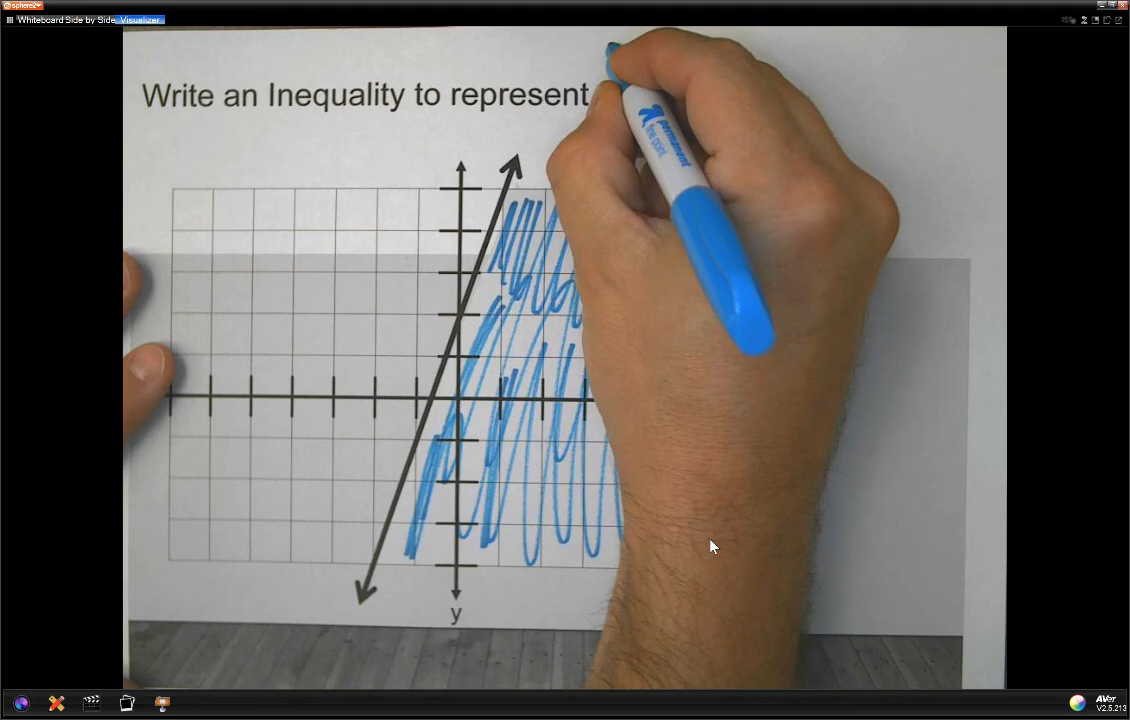 sphere2
Whiteboard Side by Side Visualizer
Write an Inequality to represent
permanent
fine point
y
AVer
V2.5.213